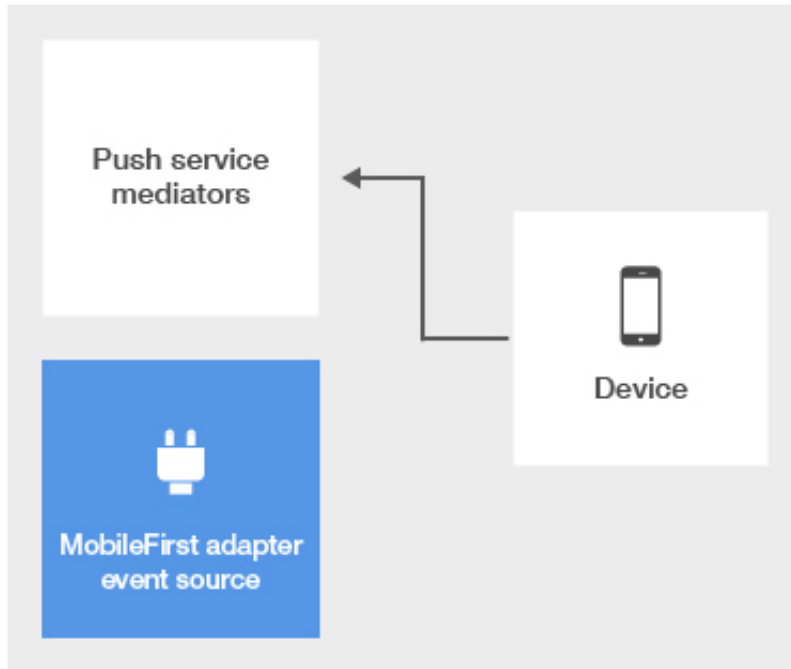 Push service
mediators
Device
MobileFirst adapter
event source